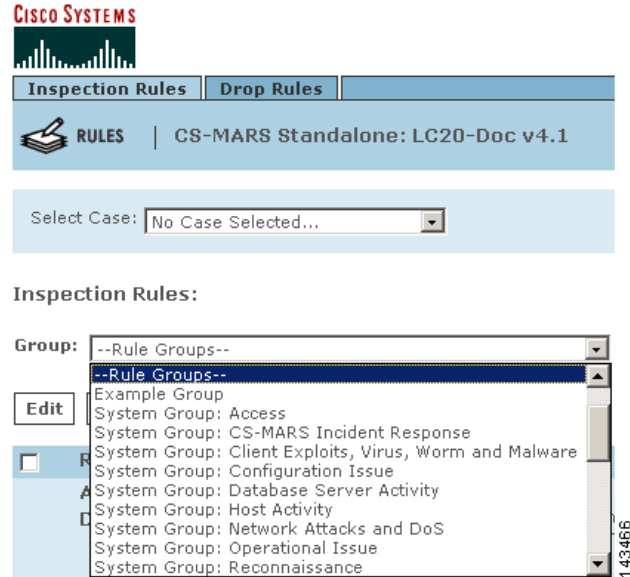 CISCO SYSTEMS
Inspection Rules Drop Rules
RULES | CS-MARS Standalone: LC20-Doc v4.1
Select Case: No Case Selected...
Inspection Rules:
Group: --Rule Groups--
--Rule Groups--
Example Group
Edit
System Group: Access
System Group: CS-MARS Incident Response
System Group: Client Exploits, Virus, Worm and Malware
System Group: Configuration Issue
System Group: Database Server Activity
System Group: Host Activity
System Group: Network Attacks and DoS
System Group: Operational Issue
System Group: Reconnaissance
143466